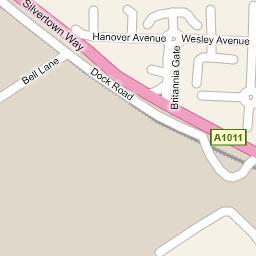 Silvertown Way
Hanover Avenue
Wesley Avenue
Bell Lane
Dock Road
Britannia Gate
A1011